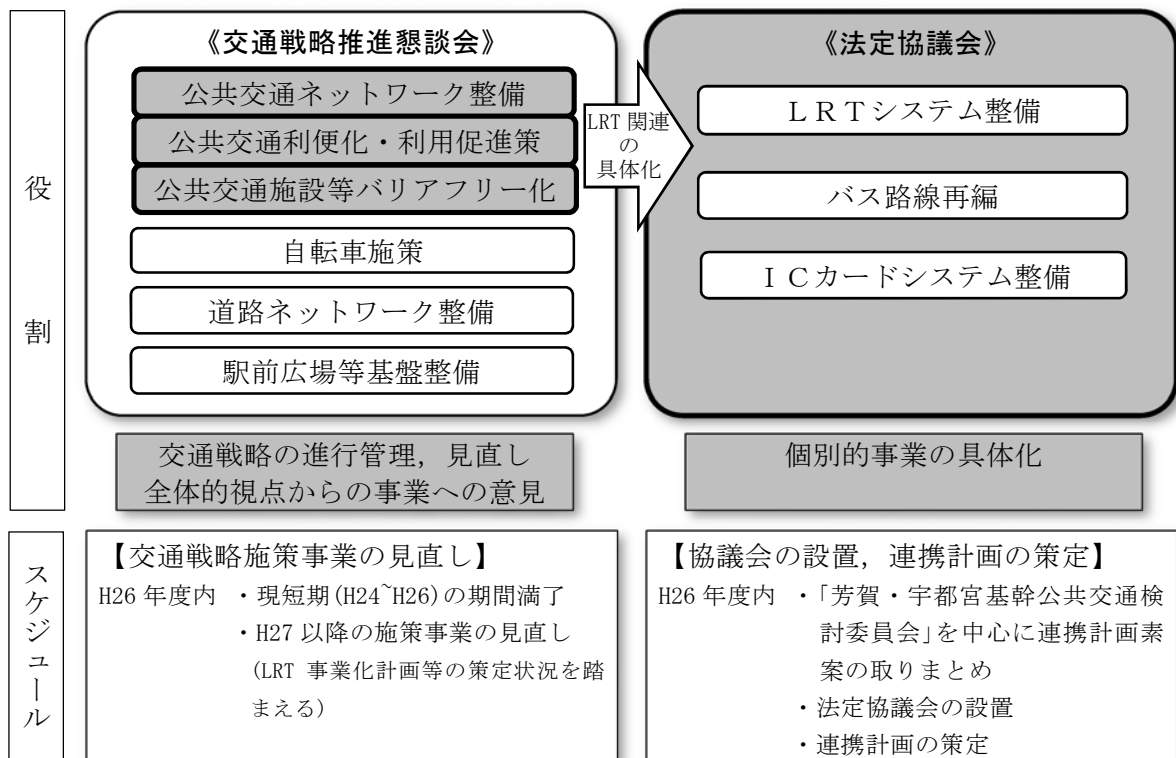 役割
《交通戦略推進懇談会》
公共交通ネットワーク整備
公共交通利便化・利用促進策
公共交通施設等バリアフリー化
自転車施策
道路ネットワーク整備
駅前広場等基盤整備
LRT 関連
の
具体化
《法定協議会》
ＬＲＴシステム整備
バス路線再編
ＩＣカードシステム整備
交通戦略の進行管理，見直し
全体的視点からの事業への意見
個別的事業の具体化
スケジュール
【交通戦略施策事業の見直し】
H26 年度内 ・現短期(H24~H26)の期間満了
・H27 以降の施策事業の見直し
(LRT 事業化計画等の策定状況を踏
まえる)
【協議会の設置，連携計画の策定】
H26 年度内 ・「芳賀・宇都宮基幹公共交通検
討委員会」を中心に連携計画素
案の取りまとめ
・法定協議会の設置
・連携計画の策定